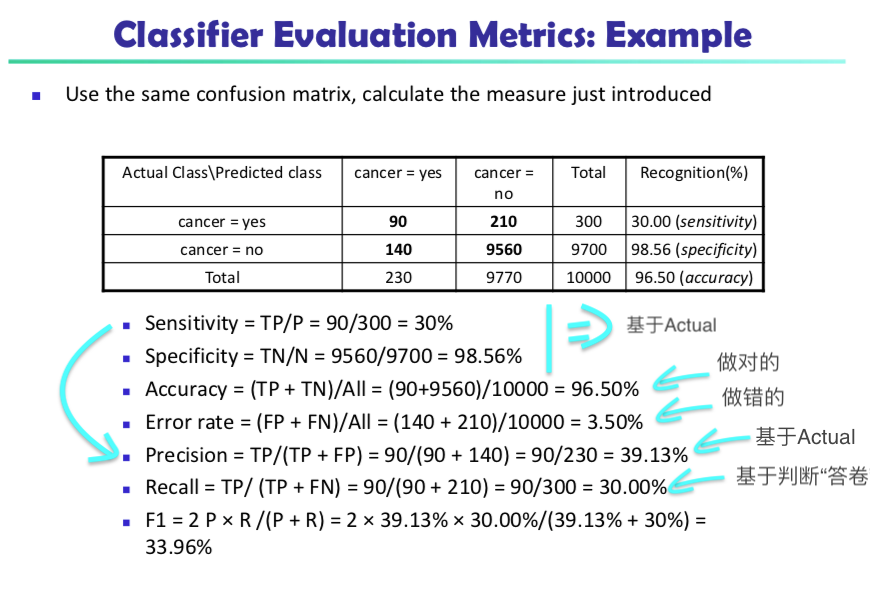 Classifier Evaluation Metrics: Example
Use the same confusion matrix, calculate the measure just introduced
Actual Class\Predicted class cancer = yes cancer = no Total Recognition(%)
cancer = yes 90 210 300 30.00 (sensitivity)
cancer = no 140 9560 9700 98.56 (specificity)
Total 230 9770 10000 96.50 (accuracy)
Sensitivity = TP/P = 90/300 = 30% 基于Actual
Specificity = TN/N = 9560/9700 = 98.56%
做对的
Accuracy = (TP + TN)/All = (90+9560)/10000 = 96.50%
做错的
Error rate = (FP + FN)/All = (140 + 210)/10000 = 3.50%
基于Actual
Precision = TP/(TP + FP) = 90/(90 + 140) = 90/230 = 39.13%
基于判断“答卷
Recall = TP/ (TP + FN) = 90/(90 + 210) = 90/300 = 30.00%
F1 = 2 P × R /(P + R) = 2 × 39.13% × 30.00%/(39.13% + 30%) =
33.96%